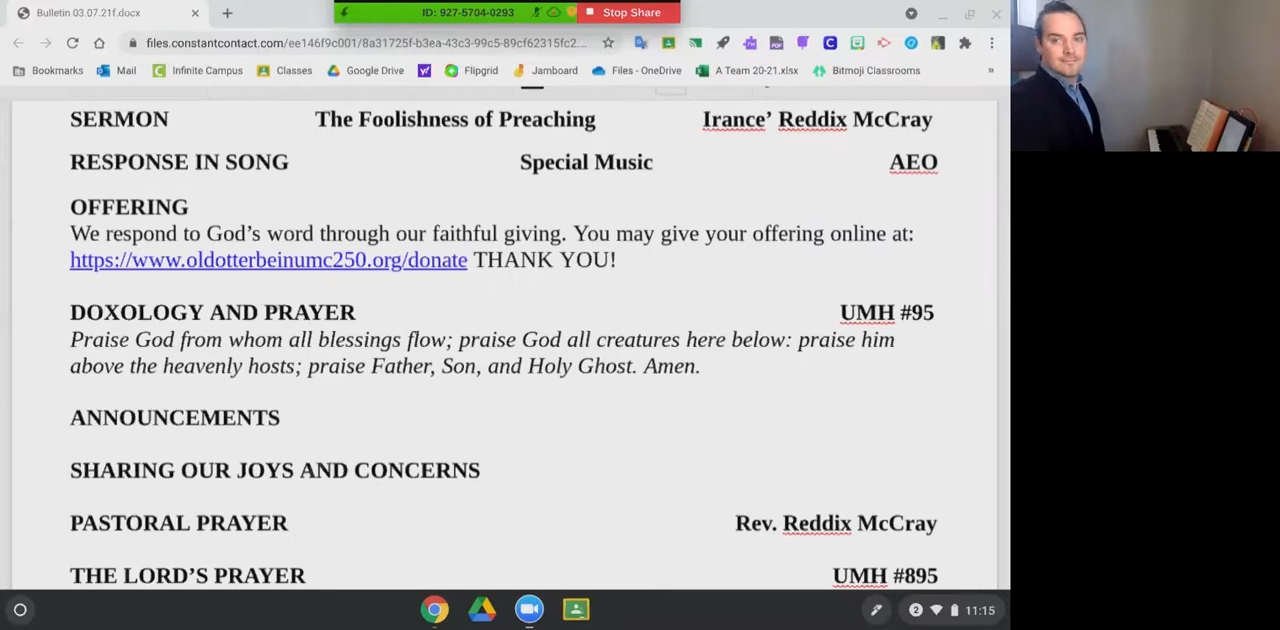 Bulletin 03.07.21f.docx
ID: 927-5704-0293
Stop Share
files.constantcontact.com/ee146f9c001/8a31725f-b3ea-43c3-99c5-89cf62315fc2...
Bookmarks Mail Infinite Campus Classes Google Drive Flipgrid Jamboard Files - OneDrive A Team 20-21.xlsx Bitmoji Classrooms »
SERMON The Foolishness of Preaching Irance’ Reddix McCray
RESPONSE IN SONG Special Music AEO
OFFERING
We respond to God’s word through our faithful giving. You may give your offering online at:
https://www.oldotterbeinumc250.org/donate THANK YOU!
DOXOLOGY AND PRAYER UMH #95
Praise God from whom all blessings flow; praise God all creatures here below: praise him
above the heavenly hosts; praise Father, Son, and Holy Ghost. Amen.
ANNOUNCEMENTS
SHARING OUR JOYS AND CONCERNS
PASTORAL PRAYER Rev. Reddix McCray
THE LORD’S PRAYER UMH #895
2 11:15